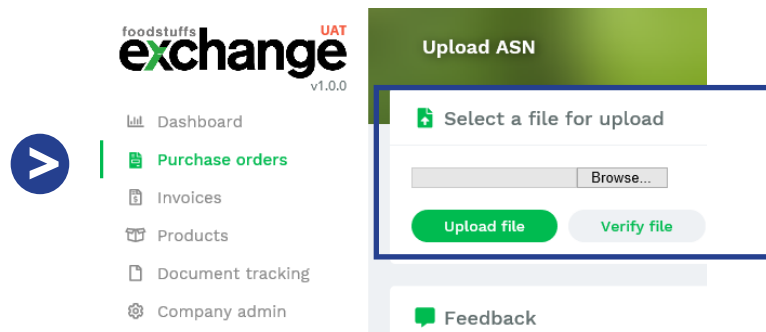 foodstuffs UAT
exchange
v1.0.0
Dashboard
Purchase orders
Invoices
Products
Document tracking
Company admin
>
Upload ASN
Select a file for upload
Browse...
Upload file
Verify file
Feedback